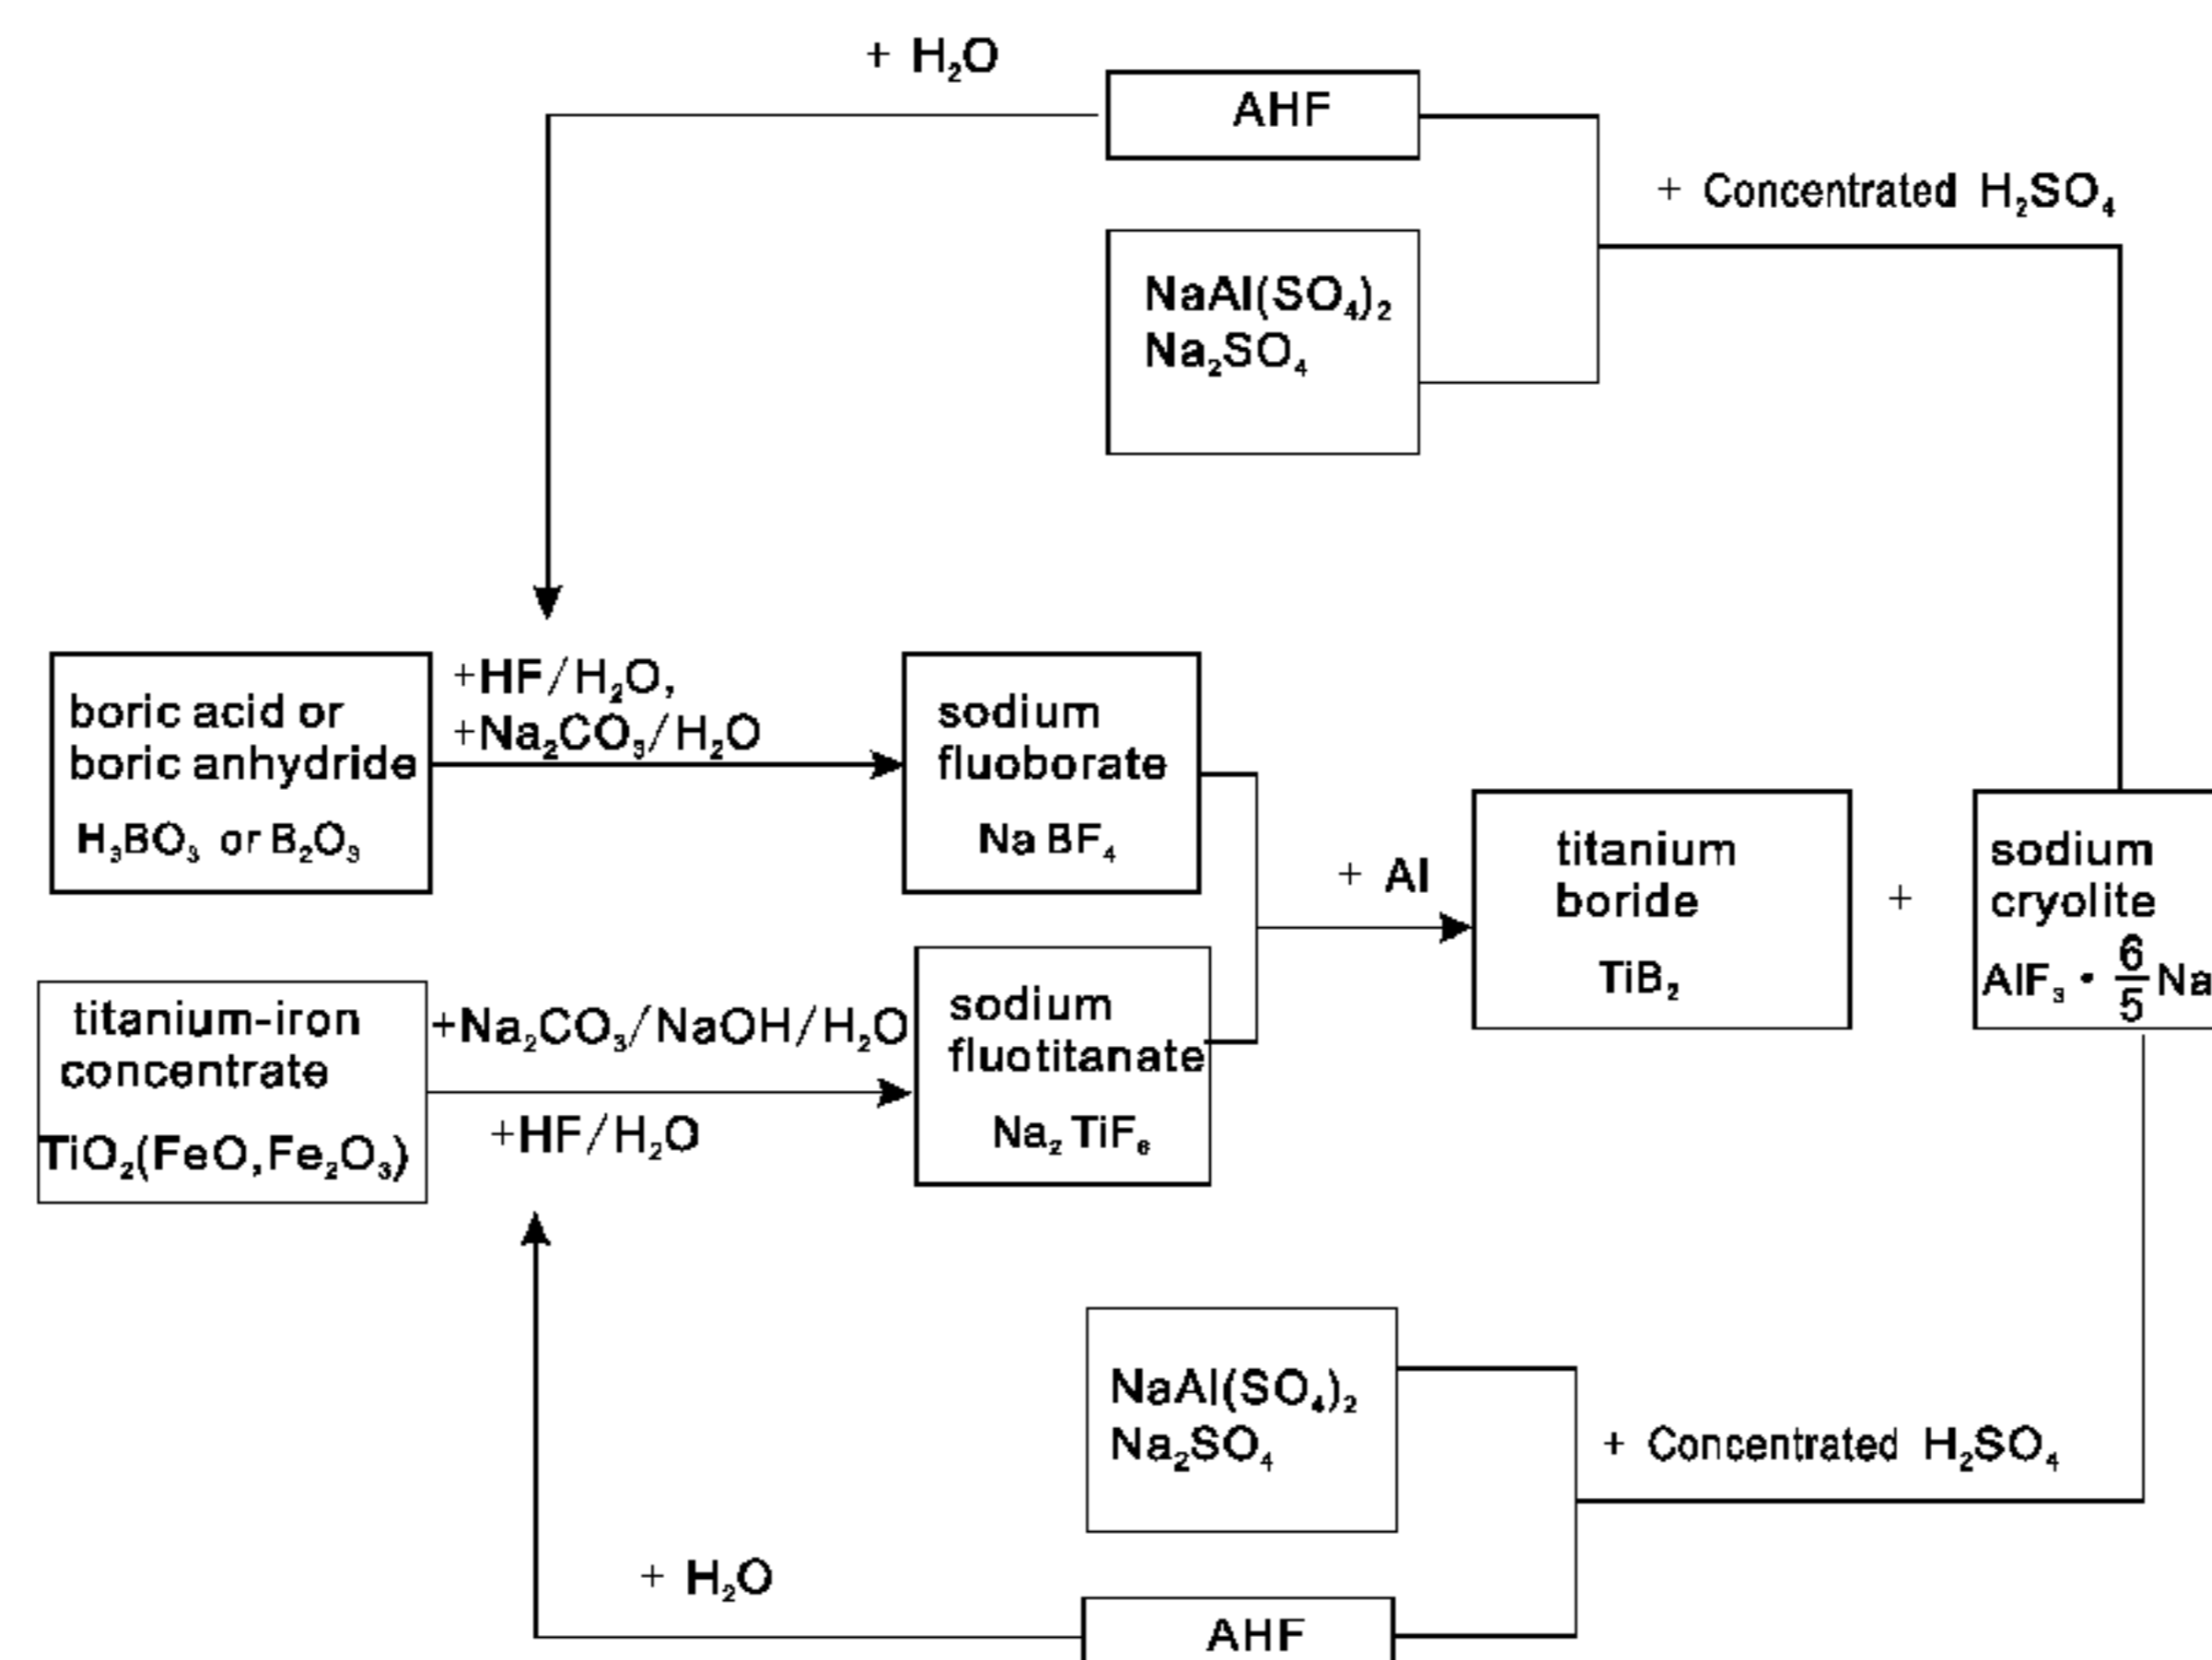 + H₂O
AHF
+ Concentrated H₂SO₄
NaAl(SO₄)₂
Na₂SO₄
+HF/H₂O,
+Na₂CO₃/H₂O
boric acid or
boric anhydride
H₃BO₃ or B₂O₃
sodium
fluoborate
Na BF₄
+ Al
titanium
boride
TiB₂
+
sodium
cryolite
AlF₃ · 6/5 Na
titanium-iron
concentrate
TiO₂(FeO,Fe₂O₃)
+Na₂CO₃/NaOH/H₂O
+HF/H₂O
sodium
fluotitanate
Na₂ TiF₆
NaAl(SO₄)₂
Na₂SO₄
+ Concentrated H₂SO₄
+ H₂O
AHF